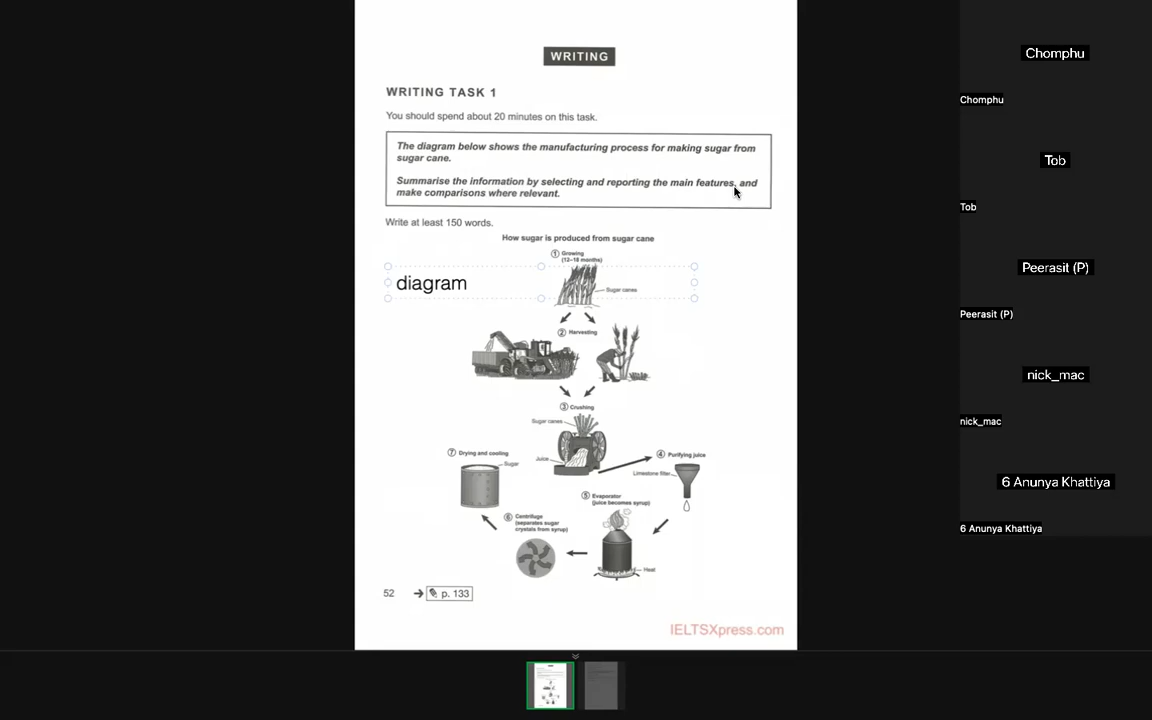 WRITING
WRITING TASK 1
You should spend about 20 minutes on this task.
The diagram below shows the manufacturing process for making sugar from
sugar cane.
Summarise the information by selecting and reporting the main features, and
make comparisons where relevant.
Write at least 150 words.
How sugar is produced from sugar cane
1 Growing
(12–18 months)
diagram
Sugar canes
2 Harvesting
3 Crushing
Sugar canes
Juice
7 Drying and cooling
Sugar
4 Purifying juice
Limestone filter
5 Evaporator
(juice becomes syrup)
6 Centrifuge
(separates sugar
crystals from syrup)
Heat
52
p. 133
IELTSXpress.com
Chomphu
Chomphu
Tob
Tob
Peerasit (P)
Peerasit (P)
nick_mac
nick_mac
6 Anunya Khattiya
6 Anunya Khattiya